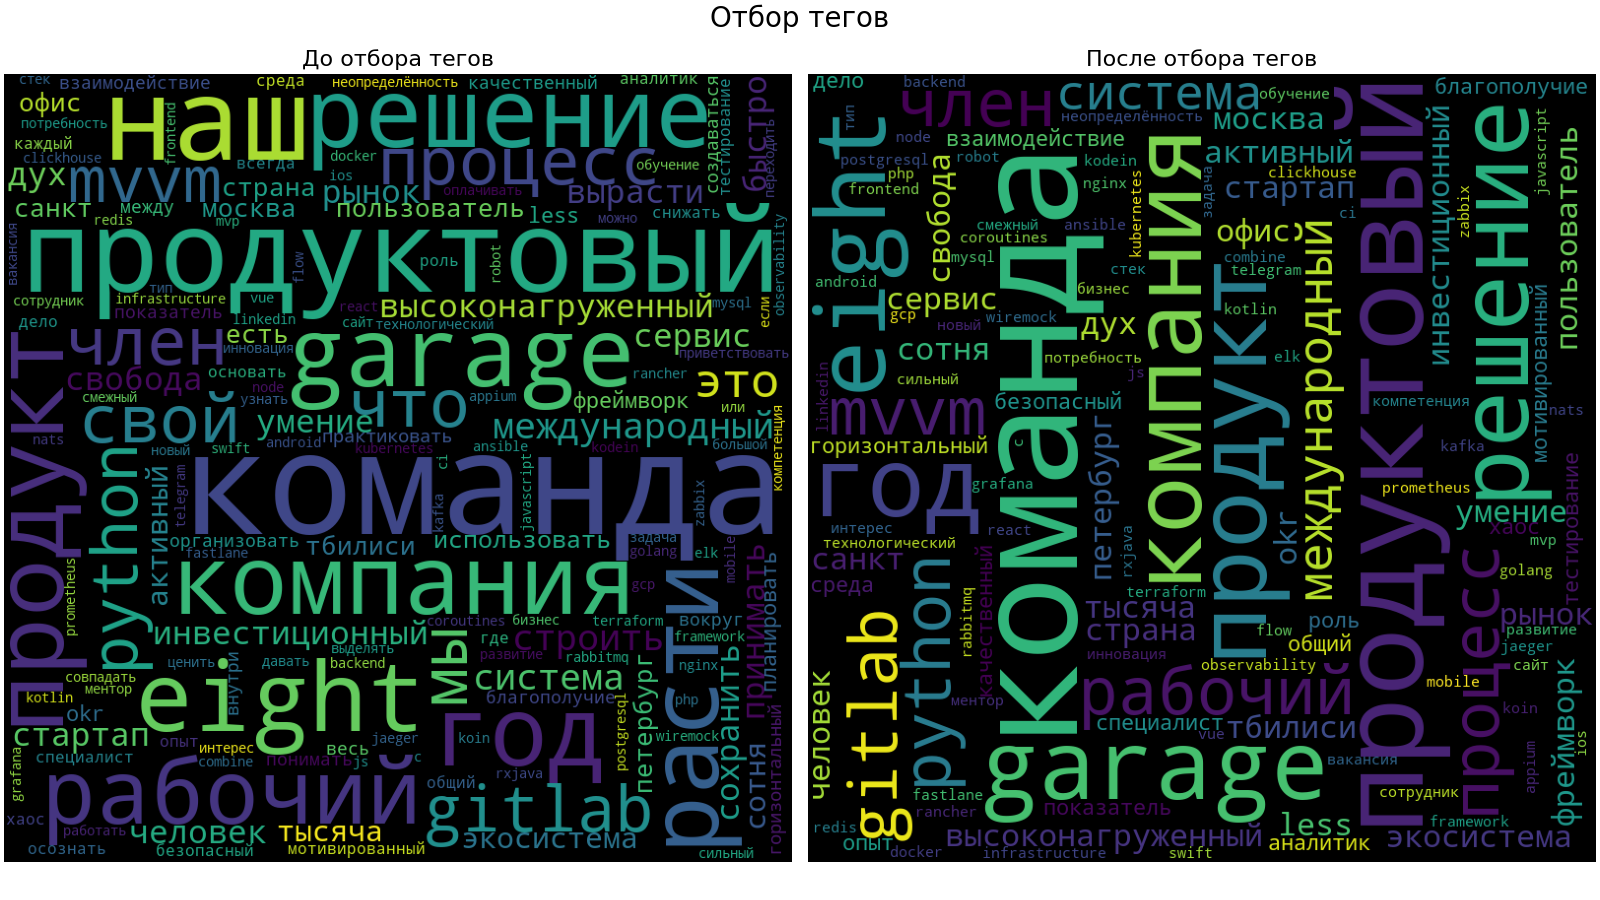 Отбор тегов
До отбора тегов
стек
взаимодействие
среда
неопределённость
качественный
аналитик
офис
наш
решение
потребность
frontend
каждый
clickhouse
всегда
docker
процесс
обучение
создаваться
тестирование
быстро
переходить
дух
mvvm
страна
ios
рынок
оплачивать
вырасти
санкт
между
москва
пользователь
less
можно
снижать
redis
mvp
вакансия
продуктовый
flow
роль
robot
observability
сотрудник
тип
infrastructure
vue
показатель
react
высоконагруженный
mysql
если
дело
linkedin
сайт
технологический
продукт
член
есть
инновация
garage
сервис
приветствовать
свобода
основать
rancher
это
смежный
node
узнать
свой
что
appium
фреймворк
или
умение
международный
компетенция
nats
новый
swift
android
практиковать
kubernetes
ansible
kodein
большой
python
активный
telegram
команда
ci
kafka
javascript
zabbix
организовать
тбилиси
использовать
задача
golang
elk
fastlane
mobile
prometheus
компания
gcp
расти
принимать
планировать
инвестиционный
coroutines
бизнес
terraform
вокруг
мы
где
строить
framework
ценить
внутри
выделять
давать
backend
развитие
rabbitmq
nginx
совпадать
ментор
eight
система
kotlin
благополучие
петербург
сохранить
php
okr
год
postgresql
горизонтальный
стартап
опыт
интерес
весь
jaeger
koin
wiremock
специалист
combine
понимать
js
c
rxjava
grafana
рабочий
общий
gitlab
сотня
хаос
работать
человек
тысяча
экосистема
осознать
безопасный
мотивированный
сильный
После отбора тегов
дело
backend
член
система
обучение
благополучие
тип
неопределённость
москва
node
взаимодействие
eight
postgresql
robot
kodein
активный
javascript
php
frontend
свобода
nginx
kubernetes
задача
clickhouse
стартап
инвестиционный
решение
пользователь
смежный
ansible
ci
zabbix
coroutines
команда
компания
офис
продуктовый
mysql
стек
combine
telegram
android
бизнес
сервис
gcp
wiremock
kotlin
мотивированный
новый
дух
продукт
международный
сотня
потребность
elk
linkedin
сильный
js
mvvm
безопасный
компетенция
nats
горизонтальный
c
петербург
kafka
год
grafana
prometheus
тестирование
интерес
react
okr
умение
хаос
технологический
rxjava
mvp
санкт
среда
python
качественный
процесс
golang
terraform
gitlab
rabbitmq
тысяча
рынок
страна
flow
роль
развитие
инновация
общий
jaeger
observability
сайт
человек
рабочий
mobile
фреймворк
ментор
koin
специалист
vue
тбилиси
ios
garage
вакансия
appium
fastlane
показатель
сотрудник
rancher
redis
less
framework
опыт
высоконагруженный
аналитик
экосистема
docker
infrastructure
swift